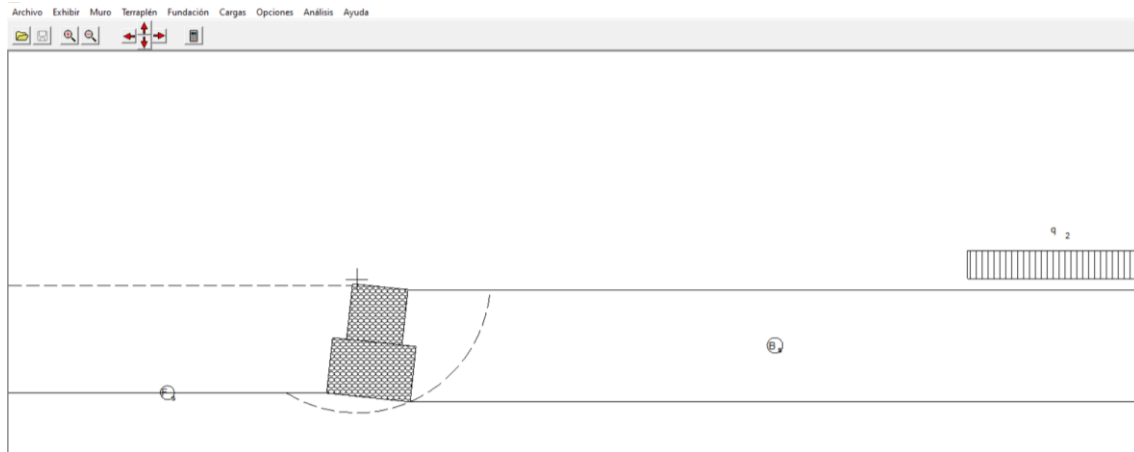 Archivo Exhibir Muro Terraplén Fundación Cargas Opciones Análisis Ayuda
q 2
B
F